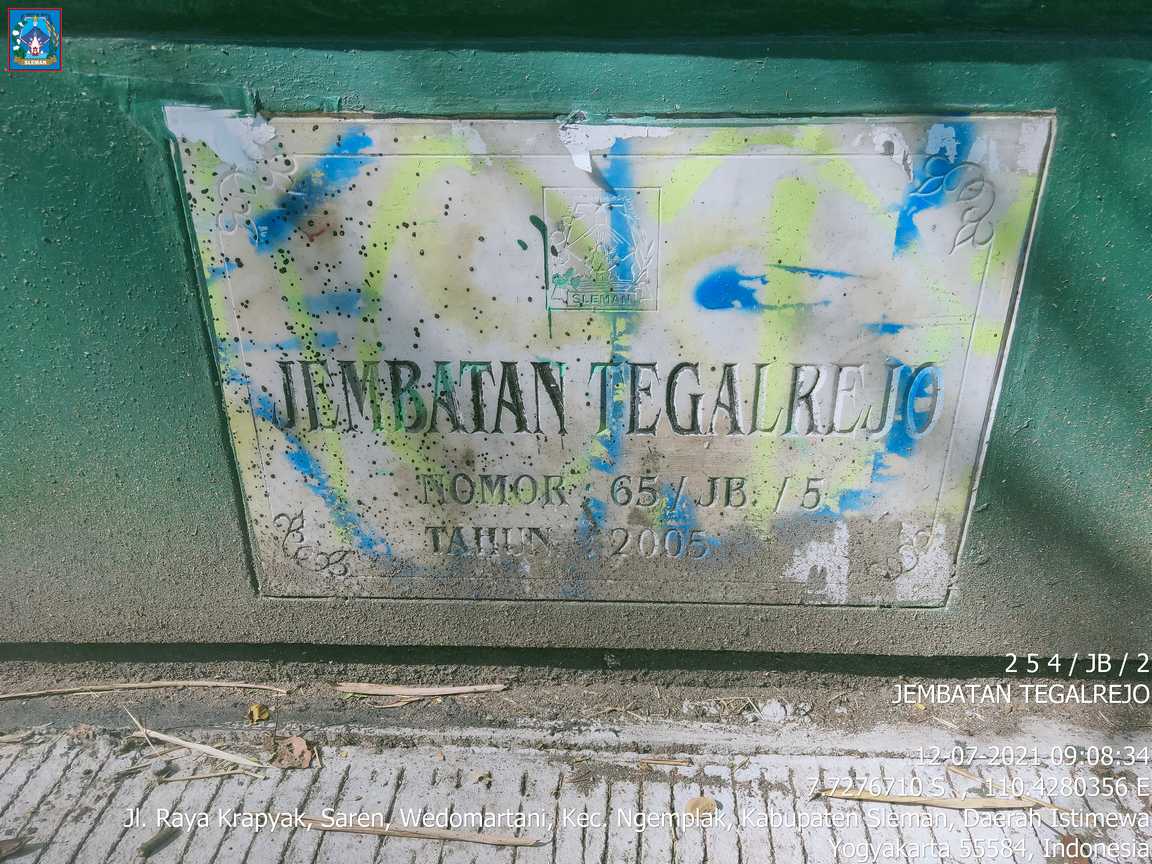 SLEMAN
SLEMAN
JEMBATAN TEGALREJO
NOMOR : 65 / JB. / 5
TAHUN : 2005
2 5 4 / JB / 2
JEMBATAN TEGALREJO
12-07-2021 09:08:34
7.7276710 S , 110.4280356 E
Jl. Raya Krapyak, Saren, Wedomartani, Kec. Ngemplak, Kabupaten Sleman, Daerah Istimewa
Yogyakarta 55584, Indonesia